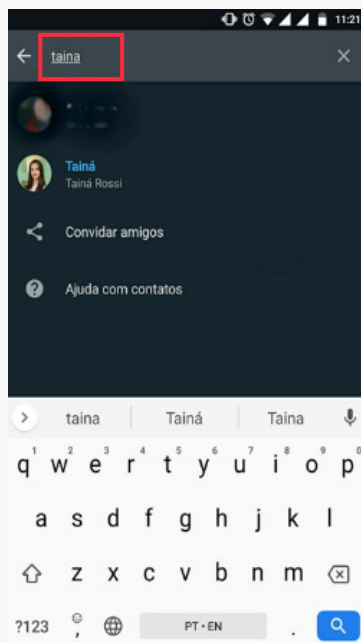 11:21
taina
Tainá
Tainá Rossi
Convidar amigos
Ajuda com contatos
taina Tainá Taina
1 2 3 4 5 6 7 8 9 0
q w e r t y u i o p
a s d f g h j k l
z x c v b n m
?123 , PT • EN .